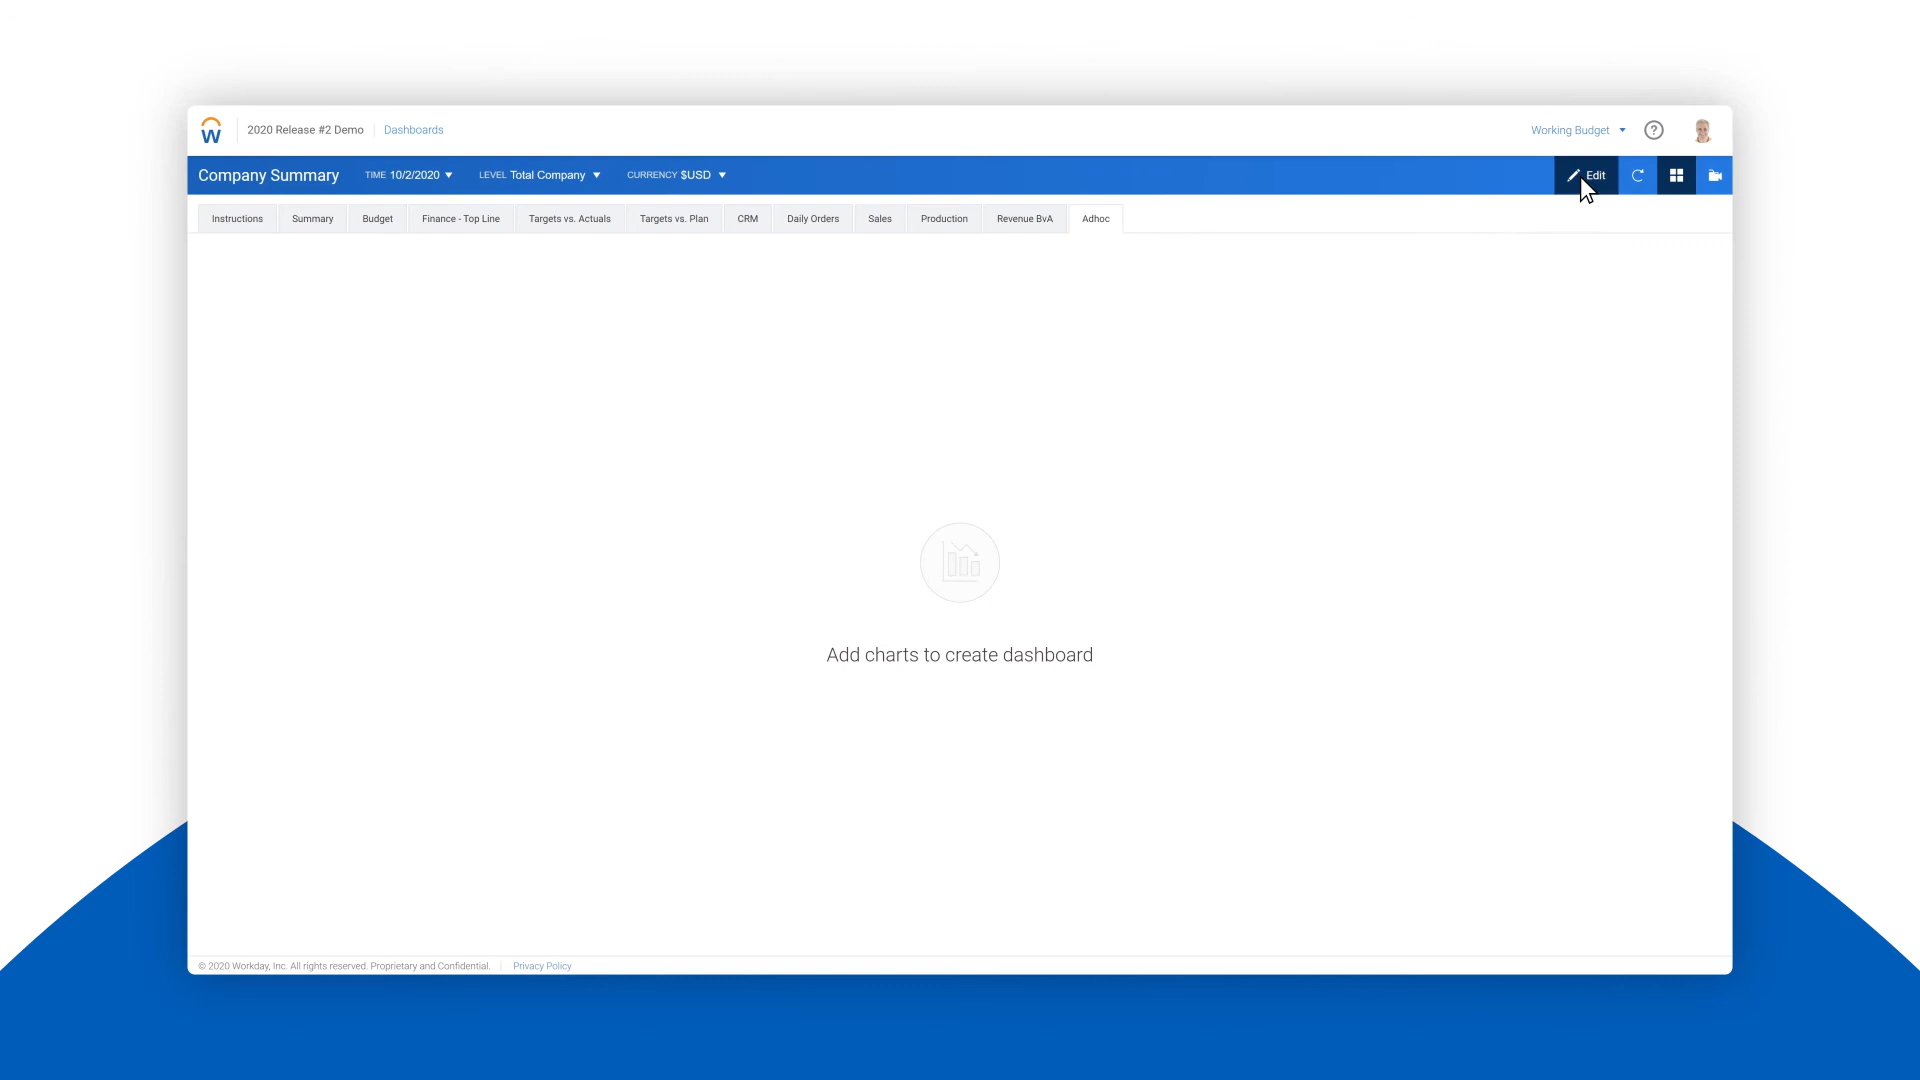 2020 Release #2 Demo Dashboards Working Budget ?
Company Summary TIME 10/2/2020 LEVEL Total Company CURRENCY $USD Edit
Instructions Summary Budget Finance - Top Line Targets vs. Actuals Targets vs. Plan CRM Daily Orders Sales Production Revenue BvA Adhoc
Add charts to create dashboard
© 2020 Workday, Inc. All rights reserved. Proprietary and Confidential. Privacy Policy